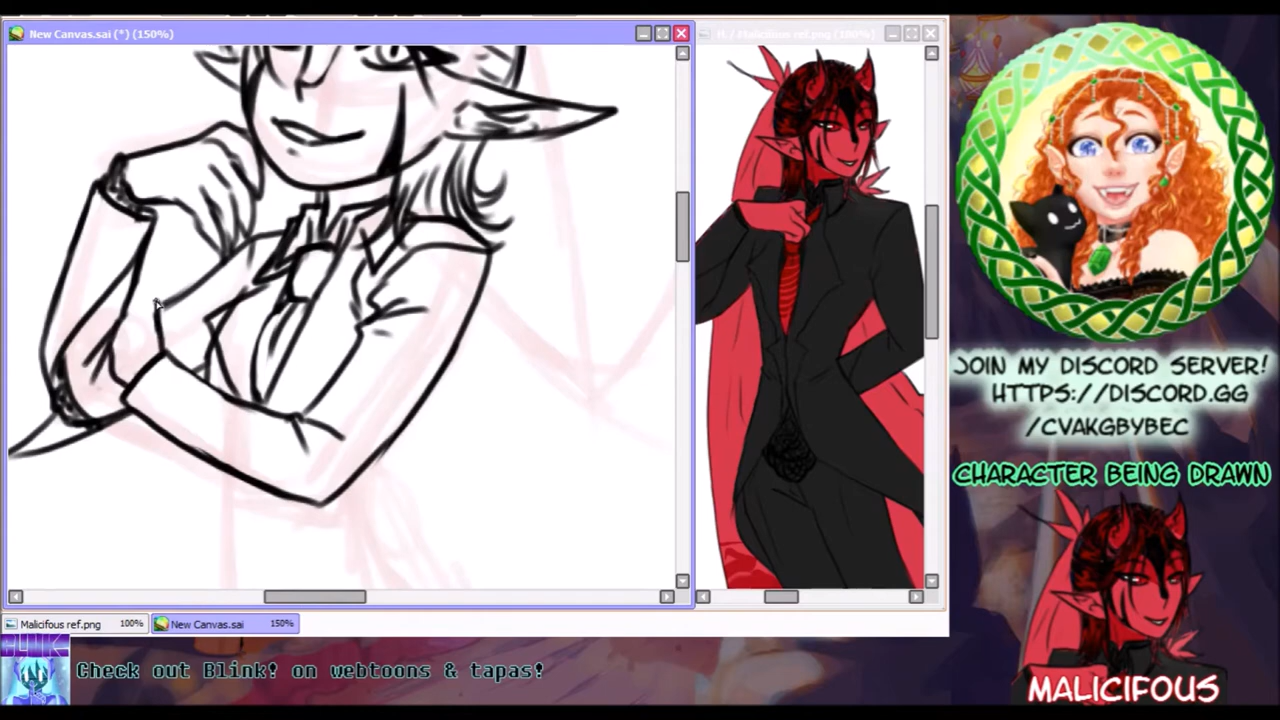 New Canvas.sai (*) (150%)
JOIN MY DISCORD SERVER!
HTTPS://DISCORD.GG
/CVAKGBYBEC
CHARACTER BEING DRAWN
MALICIFOUS
Malicifous ref.png 100%
New Canvas.sai 150%
Check out Blink! on webtoons & tapas!